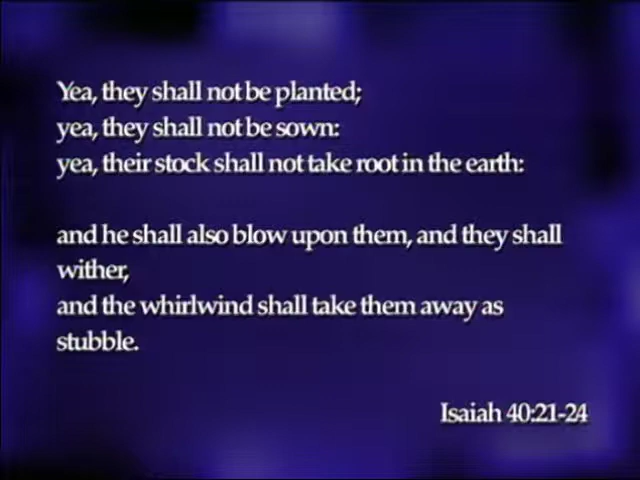 Yea, they shall not be planted;
yea, they shall not be sown:
yea, their stock shall not take root in the earth:
and he shall also blow upon them, and they shall
wither,
and the whirlwind shall take them away as
stubble.
Isaiah 40:21-24